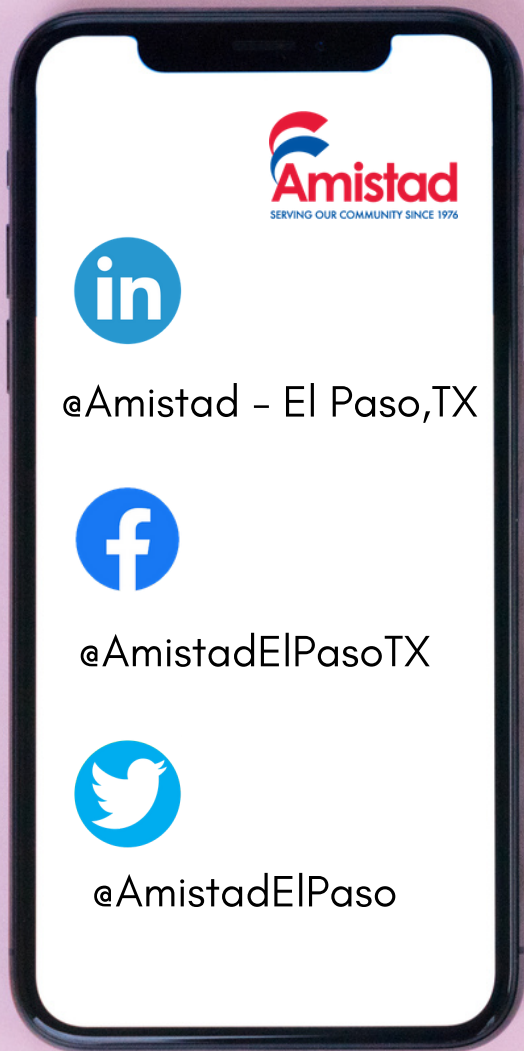 Amistad
SERVING OUR COMMUNITY SINCE 1976
in
@Amistad - El Paso,TX
f
@AmistadElPasoTX
@AmistadElPaso